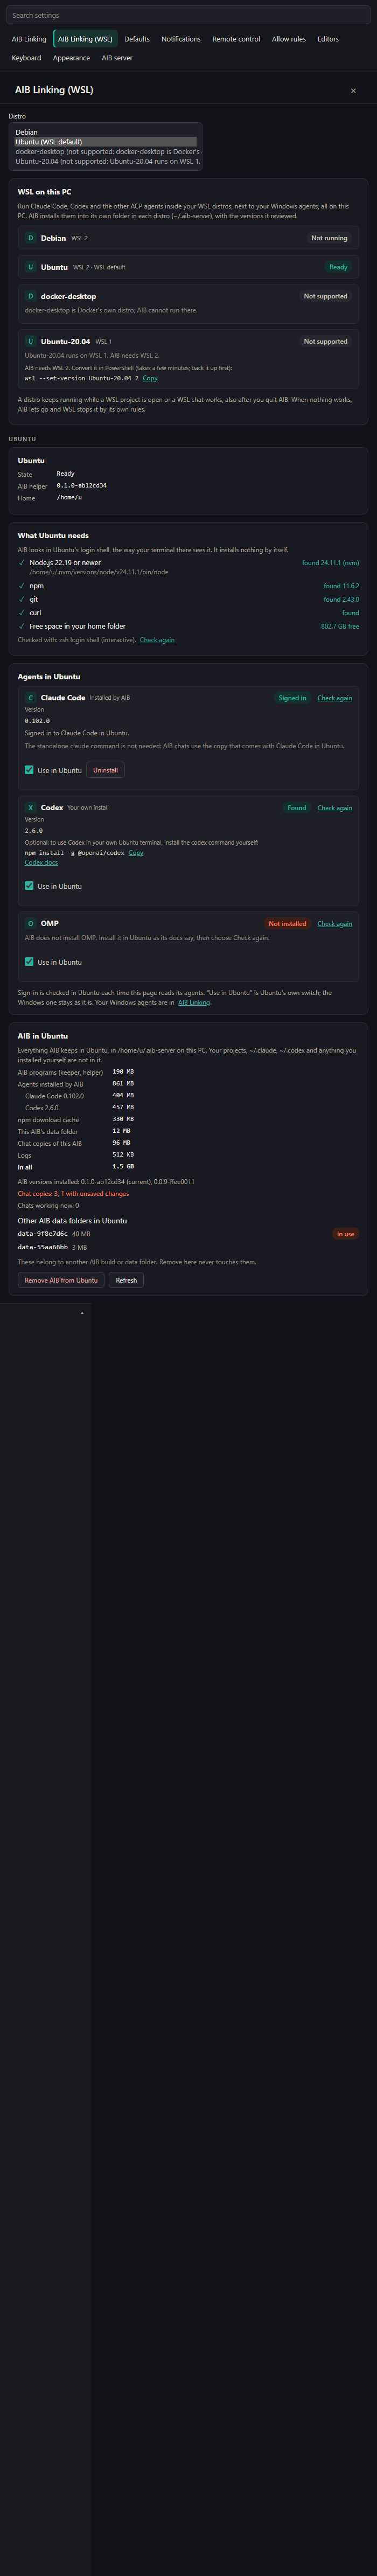 Search settings
AIB Linking
AIB Linking (WSL)
Defaults
Notifications
Remote control
Allow rules
Editors
Keyboard
Appearance
AIB server
AIB Linking (WSL)
×
Distro
Debian
Ubuntu (WSL default)
docker-desktop (not supported: docker-desktop is Docker's
Ubuntu-20.04 (not supported: Ubuntu-20.04 runs on WSL 1.
WSL on this PC
Run Claude Code, Codex and the other ACP agents inside your WSL distros, next to your Windows agents, all on this
PC. AIB installs them into its own folder in each distro (~/.aib-server), with the versions it reviewed.
D Debian WSL 2 Not running
U Ubuntu WSL 2 · WSL default Ready
D docker-desktop Not supported
docker-desktop is Docker's own distro; AIB cannot run there.
U Ubuntu-20.04 WSL 1 Not supported
Ubuntu-20.04 runs on WSL 1. AIB needs WSL 2.
AIB needs WSL 2. Convert it in PowerShell (takes a few minutes; back it up first):
wsl --set-version Ubuntu-20.04 2 Copy
A distro keeps running while a WSL project is open or a WSL chat works, also after you quit AIB. When nothing works,
AIB lets go and WSL stops it by its own rules.
UBUNTU
Ubuntu
State Ready
AIB helper 0.1.0-ab12cd34
Home /home/u
What Ubuntu needs
AIB looks in Ubuntu's login shell, the way your terminal there sees it. It installs nothing by itself.
✓ Node.js 22.19 or newer found 24.11.1 (nvm)
/home/u/.nvm/versions/node/v24.11.1/bin/node
✓ npm found 11.6.2
✓ git found 2.43.0
✓ curl found
✓ Free space in your home folder 802.7 GB free
Checked with: zsh login shell (interactive). Check again
Agents in Ubuntu
C Claude Code Installed by AIB Signed in Check again
Version
0.102.0
Signed in to Claude Code in Ubuntu.
The standalone claude command is not needed: AIB chats use the copy that comes with Claude Code in Ubuntu.
Use in Ubuntu Uninstall
X Codex Your own install Found Check again
Version
2.6.0
Optional: to use Codex in your own Ubuntu terminal, install the codex command yourself:
npm install -g @openai/codex Copy
Codex docs
Use in Ubuntu
O OMP Not installed Check again
AIB does not install OMP. Install it in Ubuntu as its docs say, then choose Check again.
Use in Ubuntu
Sign-in is checked in Ubuntu each time this page reads its agents. "Use in Ubuntu" is Ubuntu's own switch; the
Windows one stays as it is. Your Windows agents are in AIB Linking.
AIB in Ubuntu
Everything AIB keeps in Ubuntu, in /home/u/.aib-server on this PC. Your projects, ~/.claude, ~/.codex and anything you
installed yourself are not in it.
AIB programs (keeper, helper) 190 MB
Agents installed by AIB 861 MB
Claude Code 0.102.0 404 MB
Codex 2.6.0 457 MB
npm download cache 330 MB
This AIB's data folder 12 MB
Chat copies of this AIB 96 MB
Logs 512 KB
In all 1.5 GB
AIB versions installed: 0.1.0-ab12cd34 (current), 0.0.9-ffee0011
Chat copies: 3, 1 with unsaved changes
Chats working now: 0
Other AIB data folders in Ubuntu
data-9f8e7d6c 40 MB in use
data-55aa66bb 3 MB
These belong to another AIB build or data folder. Remove here never touches them.
Remove AIB from Ubuntu
Refresh